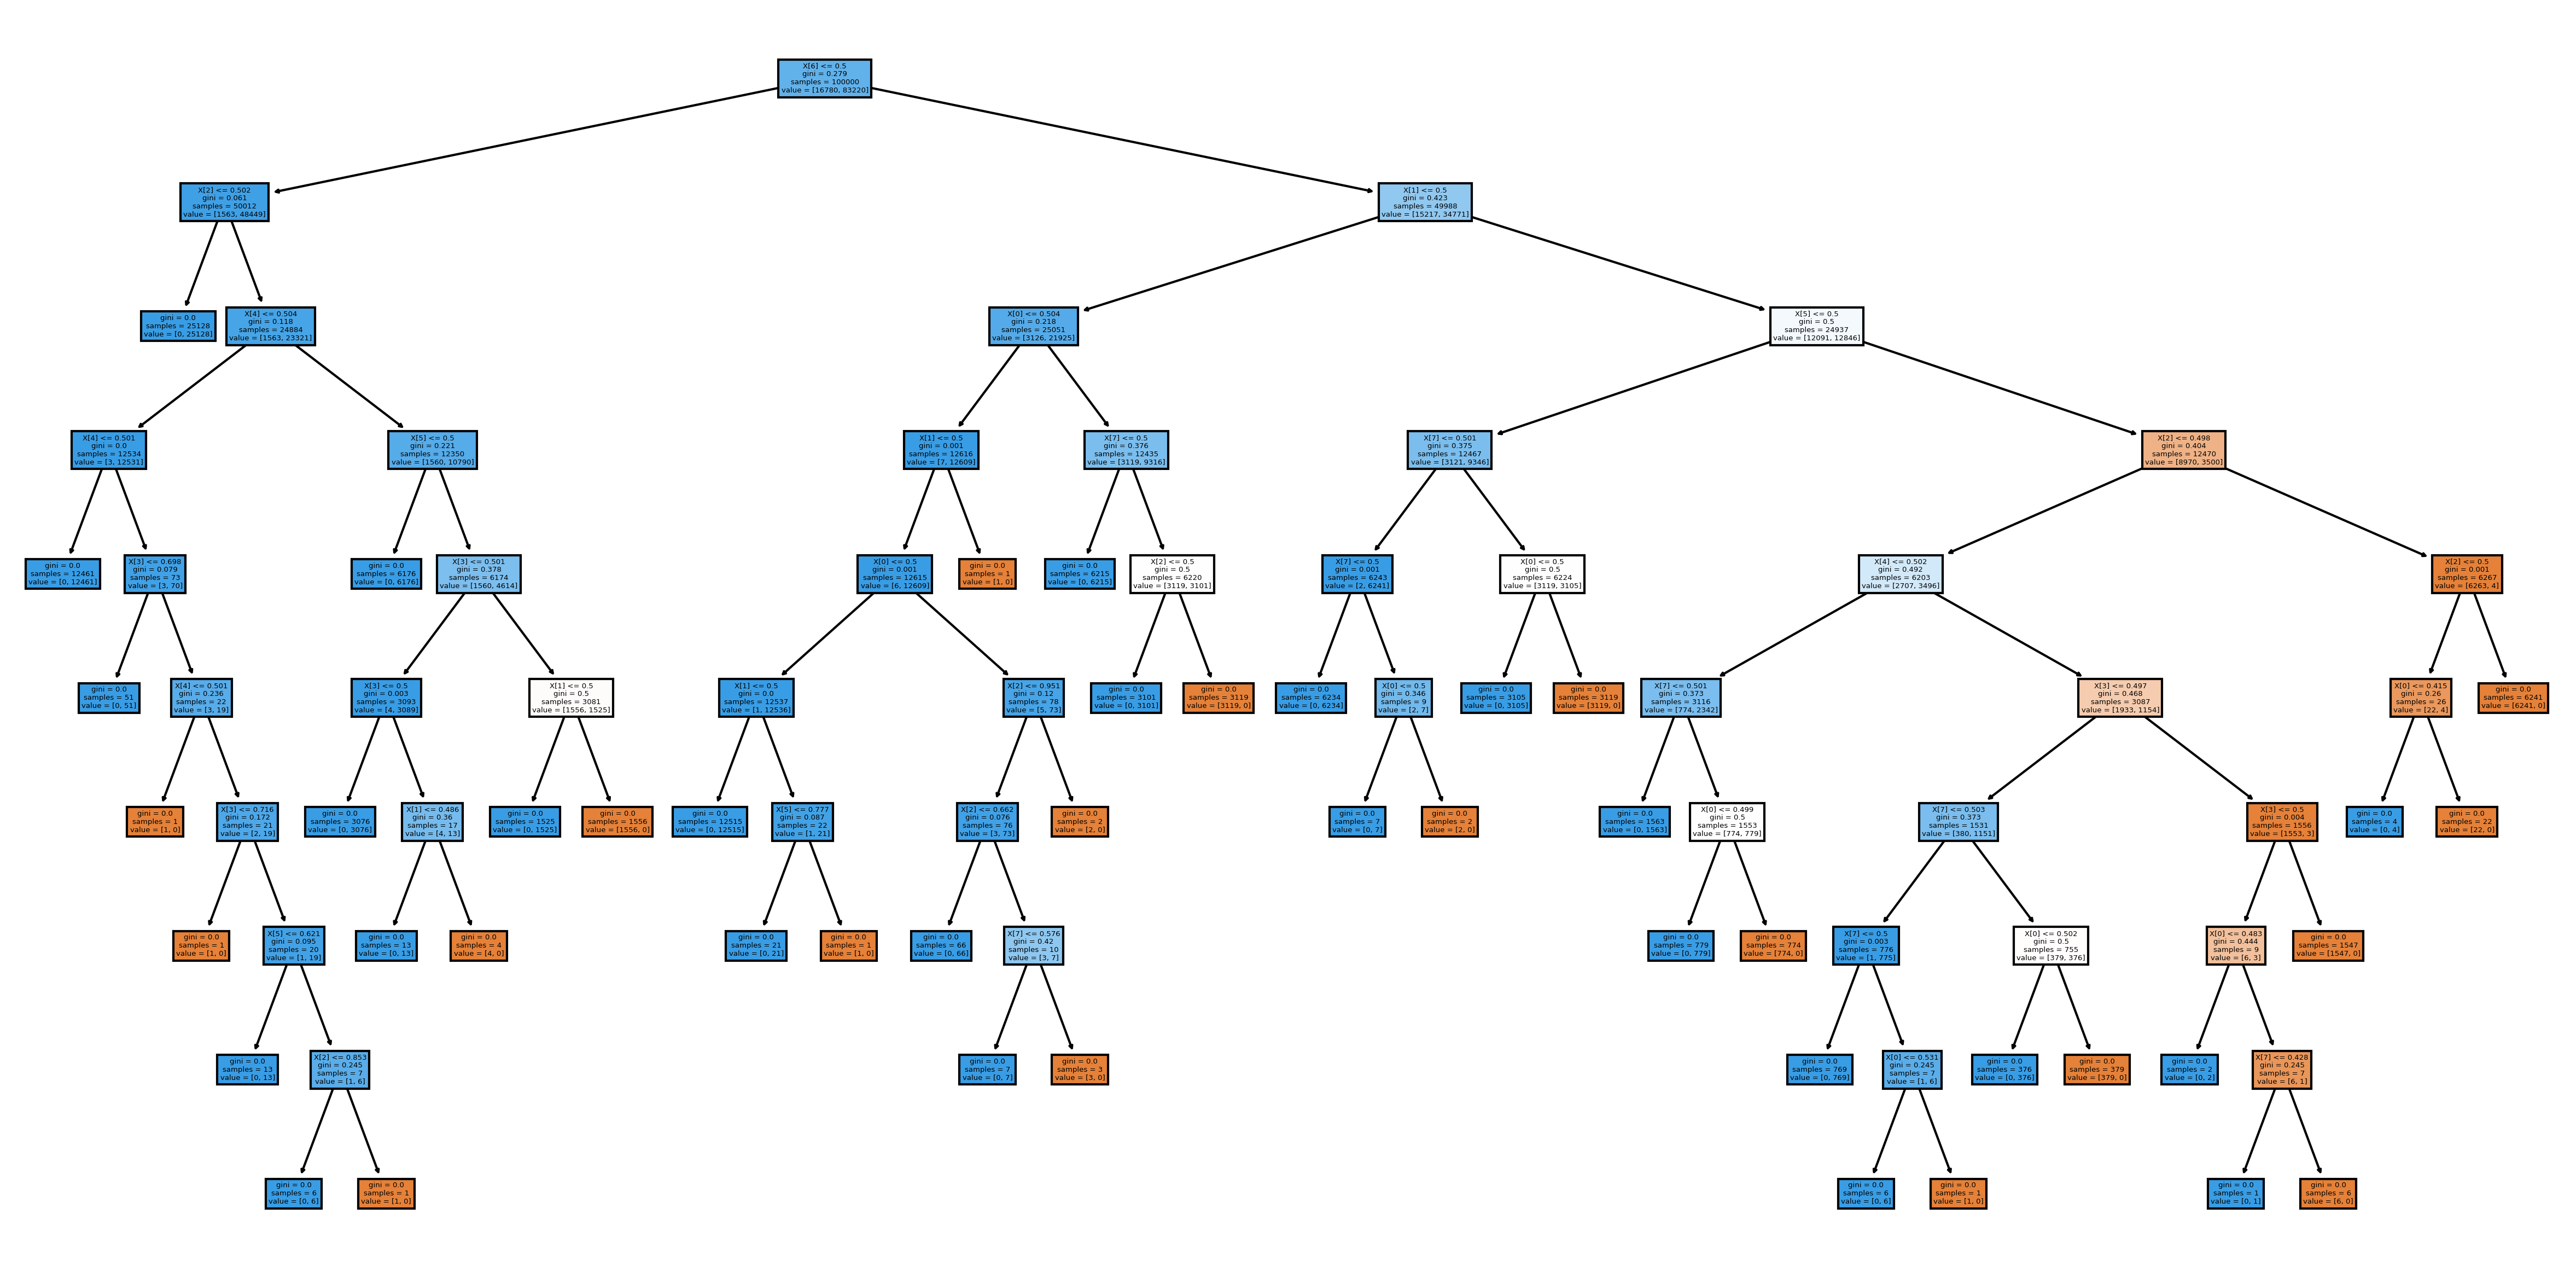 X[6] <= 0.5
gini = 0.279
samples = 100000
value = [16780, 83220]
X[2] <= 0.502
gini = 0.061
samples = 50012
value = [1563, 48449]
X[1] <= 0.5
gini = 0.423
samples = 49988
value = [15217, 34771]
gini = 0.0
samples = 25128
value = [0, 25128]
X[4] <= 0.504
gini = 0.118
samples = 24884
value = [1563, 23321]
X[0] <= 0.504
gini = 0.218
samples = 25051
value = [3126, 21925]
X[5] <= 0.5
gini = 0.5
samples = 24937
value = [12091, 12846]
X[4] <= 0.501
gini = 0.0
samples = 12534
value = [3, 12531]
X[5] <= 0.5
gini = 0.221
samples = 12350
value = [1560, 10790]
X[1] <= 0.5
gini = 0.001
samples = 12616
value = [7, 12609]
X[7] <= 0.5
gini = 0.376
samples = 12435
value = [3119, 9316]
X[7] <= 0.501
gini = 0.375
samples = 12467
value = [3121, 9346]
X[2] <= 0.498
gini = 0.404
samples = 12470
value = [8970, 3500]
gini = 0.0
samples = 12461
value = [0, 12461]
X[3] <= 0.698
gini = 0.079
samples = 73
value = [3, 70]
gini = 0.0
samples = 6176
value = [0, 6176]
X[3] <= 0.501
gini = 0.378
samples = 6174
value = [1560, 4614]
X[0] <= 0.5
gini = 0.001
samples = 12615
value = [6, 12609]
gini = 0.0
samples = 1
value = [1, 0]
gini = 0.0
samples = 6215
value = [0, 6215]
X[2] <= 0.5
gini = 0.5
samples = 6220
value = [3119, 3101]
X[7] <= 0.5
gini = 0.001
samples = 6243
value = [2, 6241]
X[0] <= 0.5
gini = 0.5
samples = 6224
value = [3119, 3105]
X[4] <= 0.502
gini = 0.492
samples = 6203
value = [2707, 3496]
X[2] <= 0.5
gini = 0.001
samples = 6267
value = [6263, 4]
gini = 0.0
samples = 51
value = [0, 51]
X[4] <= 0.501
gini = 0.236
samples = 22
value = [3, 19]
X[3] <= 0.5
gini = 0.003
samples = 3093
value = [4, 3089]
X[1] <= 0.5
gini = 0.5
samples = 3081
value = [1556, 1525]
X[1] <= 0.5
gini = 0.0
samples = 12537
value = [1, 12536]
X[2] <= 0.951
gini = 0.12
samples = 78
value = [5, 73]
gini = 0.0
samples = 3101
value = [0, 3101]
gini = 0.0
samples = 3119
value = [3119, 0]
gini = 0.0
samples = 6234
value = [0, 6234]
X[0] <= 0.5
gini = 0.346
samples = 9
value = [2, 7]
gini = 0.0
samples = 3105
value = [0, 3105]
gini = 0.0
samples = 3119
value = [3119, 0]
X[7] <= 0.501
gini = 0.373
samples = 3116
value = [774, 2342]
X[3] <= 0.497
gini = 0.468
samples = 3087
value = [1933, 1154]
X[0] <= 0.415
gini = 0.26
samples = 26
value = [22, 4]
gini = 0.0
samples = 6241
value = [6241, 0]
gini = 0.0
samples = 1
value = [1, 0]
X[3] <= 0.716
gini = 0.172
samples = 21
value = [2, 19]
gini = 0.0
samples = 3076
value = [0, 3076]
X[1] <= 0.486
gini = 0.36
samples = 17
value = [4, 13]
gini = 0.0
samples = 1525
value = [0, 1525]
gini = 0.0
samples = 1556
value = [1556, 0]
gini = 0.0
samples = 12515
value = [0, 12515]
X[5] <= 0.777
gini = 0.087
samples = 22
value = [1, 21]
X[2] <= 0.662
gini = 0.076
samples = 76
value = [3, 73]
gini = 0.0
samples = 2
value = [2, 0]
gini = 0.0
samples = 7
value = [0, 7]
gini = 0.0
samples = 2
value = [2, 0]
gini = 0.0
samples = 1563
value = [0, 1563]
X[0] <= 0.499
gini = 0.5
samples = 1553
value = [774, 779]
X[7] <= 0.503
gini = 0.373
samples = 1531
value = [380, 1151]
X[3] <= 0.5
gini = 0.004
samples = 1556
value = [1553, 3]
gini = 0.0
samples = 4
value = [0, 4]
gini = 0.0
samples = 22
value = [22, 0]
gini = 0.0
samples = 1
value = [1, 0]
X[5] <= 0.621
gini = 0.095
samples = 20
value = [1, 19]
gini = 0.0
samples = 13
value = [0, 13]
gini = 0.0
samples = 4
value = [4, 0]
gini = 0.0
samples = 21
value = [0, 21]
gini = 0.0
samples = 1
value = [1, 0]
gini = 0.0
samples = 66
value = [0, 66]
X[7] <= 0.576
gini = 0.42
samples = 10
value = [3, 7]
gini = 0.0
samples = 779
value = [0, 779]
gini = 0.0
samples = 774
value = [774, 0]
X[7] <= 0.5
gini = 0.003
samples = 776
value = [1, 775]
X[0] <= 0.502
gini = 0.5
samples = 755
value = [379, 376]
X[0] <= 0.483
gini = 0.444
samples = 9
value = [6, 3]
gini = 0.0
samples = 1547
value = [1547, 0]
gini = 0.0
samples = 13
value = [0, 13]
X[2] <= 0.853
gini = 0.245
samples = 7
value = [1, 6]
gini = 0.0
samples = 7
value = [0, 7]
gini = 0.0
samples = 3
value = [3, 0]
gini = 0.0
samples = 769
value = [0, 769]
X[0] <= 0.531
gini = 0.245
samples = 7
value = [1, 6]
gini = 0.0
samples = 376
value = [0, 376]
gini = 0.0
samples = 379
value = [379, 0]
gini = 0.0
samples = 2
value = [0, 2]
X[7] <= 0.428
gini = 0.245
samples = 7
value = [6, 1]
gini = 0.0
samples = 6
value = [0, 6]
gini = 0.0
samples = 1
value = [1, 0]
gini = 0.0
samples = 6
value = [0, 6]
gini = 0.0
samples = 1
value = [1, 0]
gini = 0.0
samples = 1
value = [0, 1]
gini = 0.0
samples = 6
value = [6, 0]